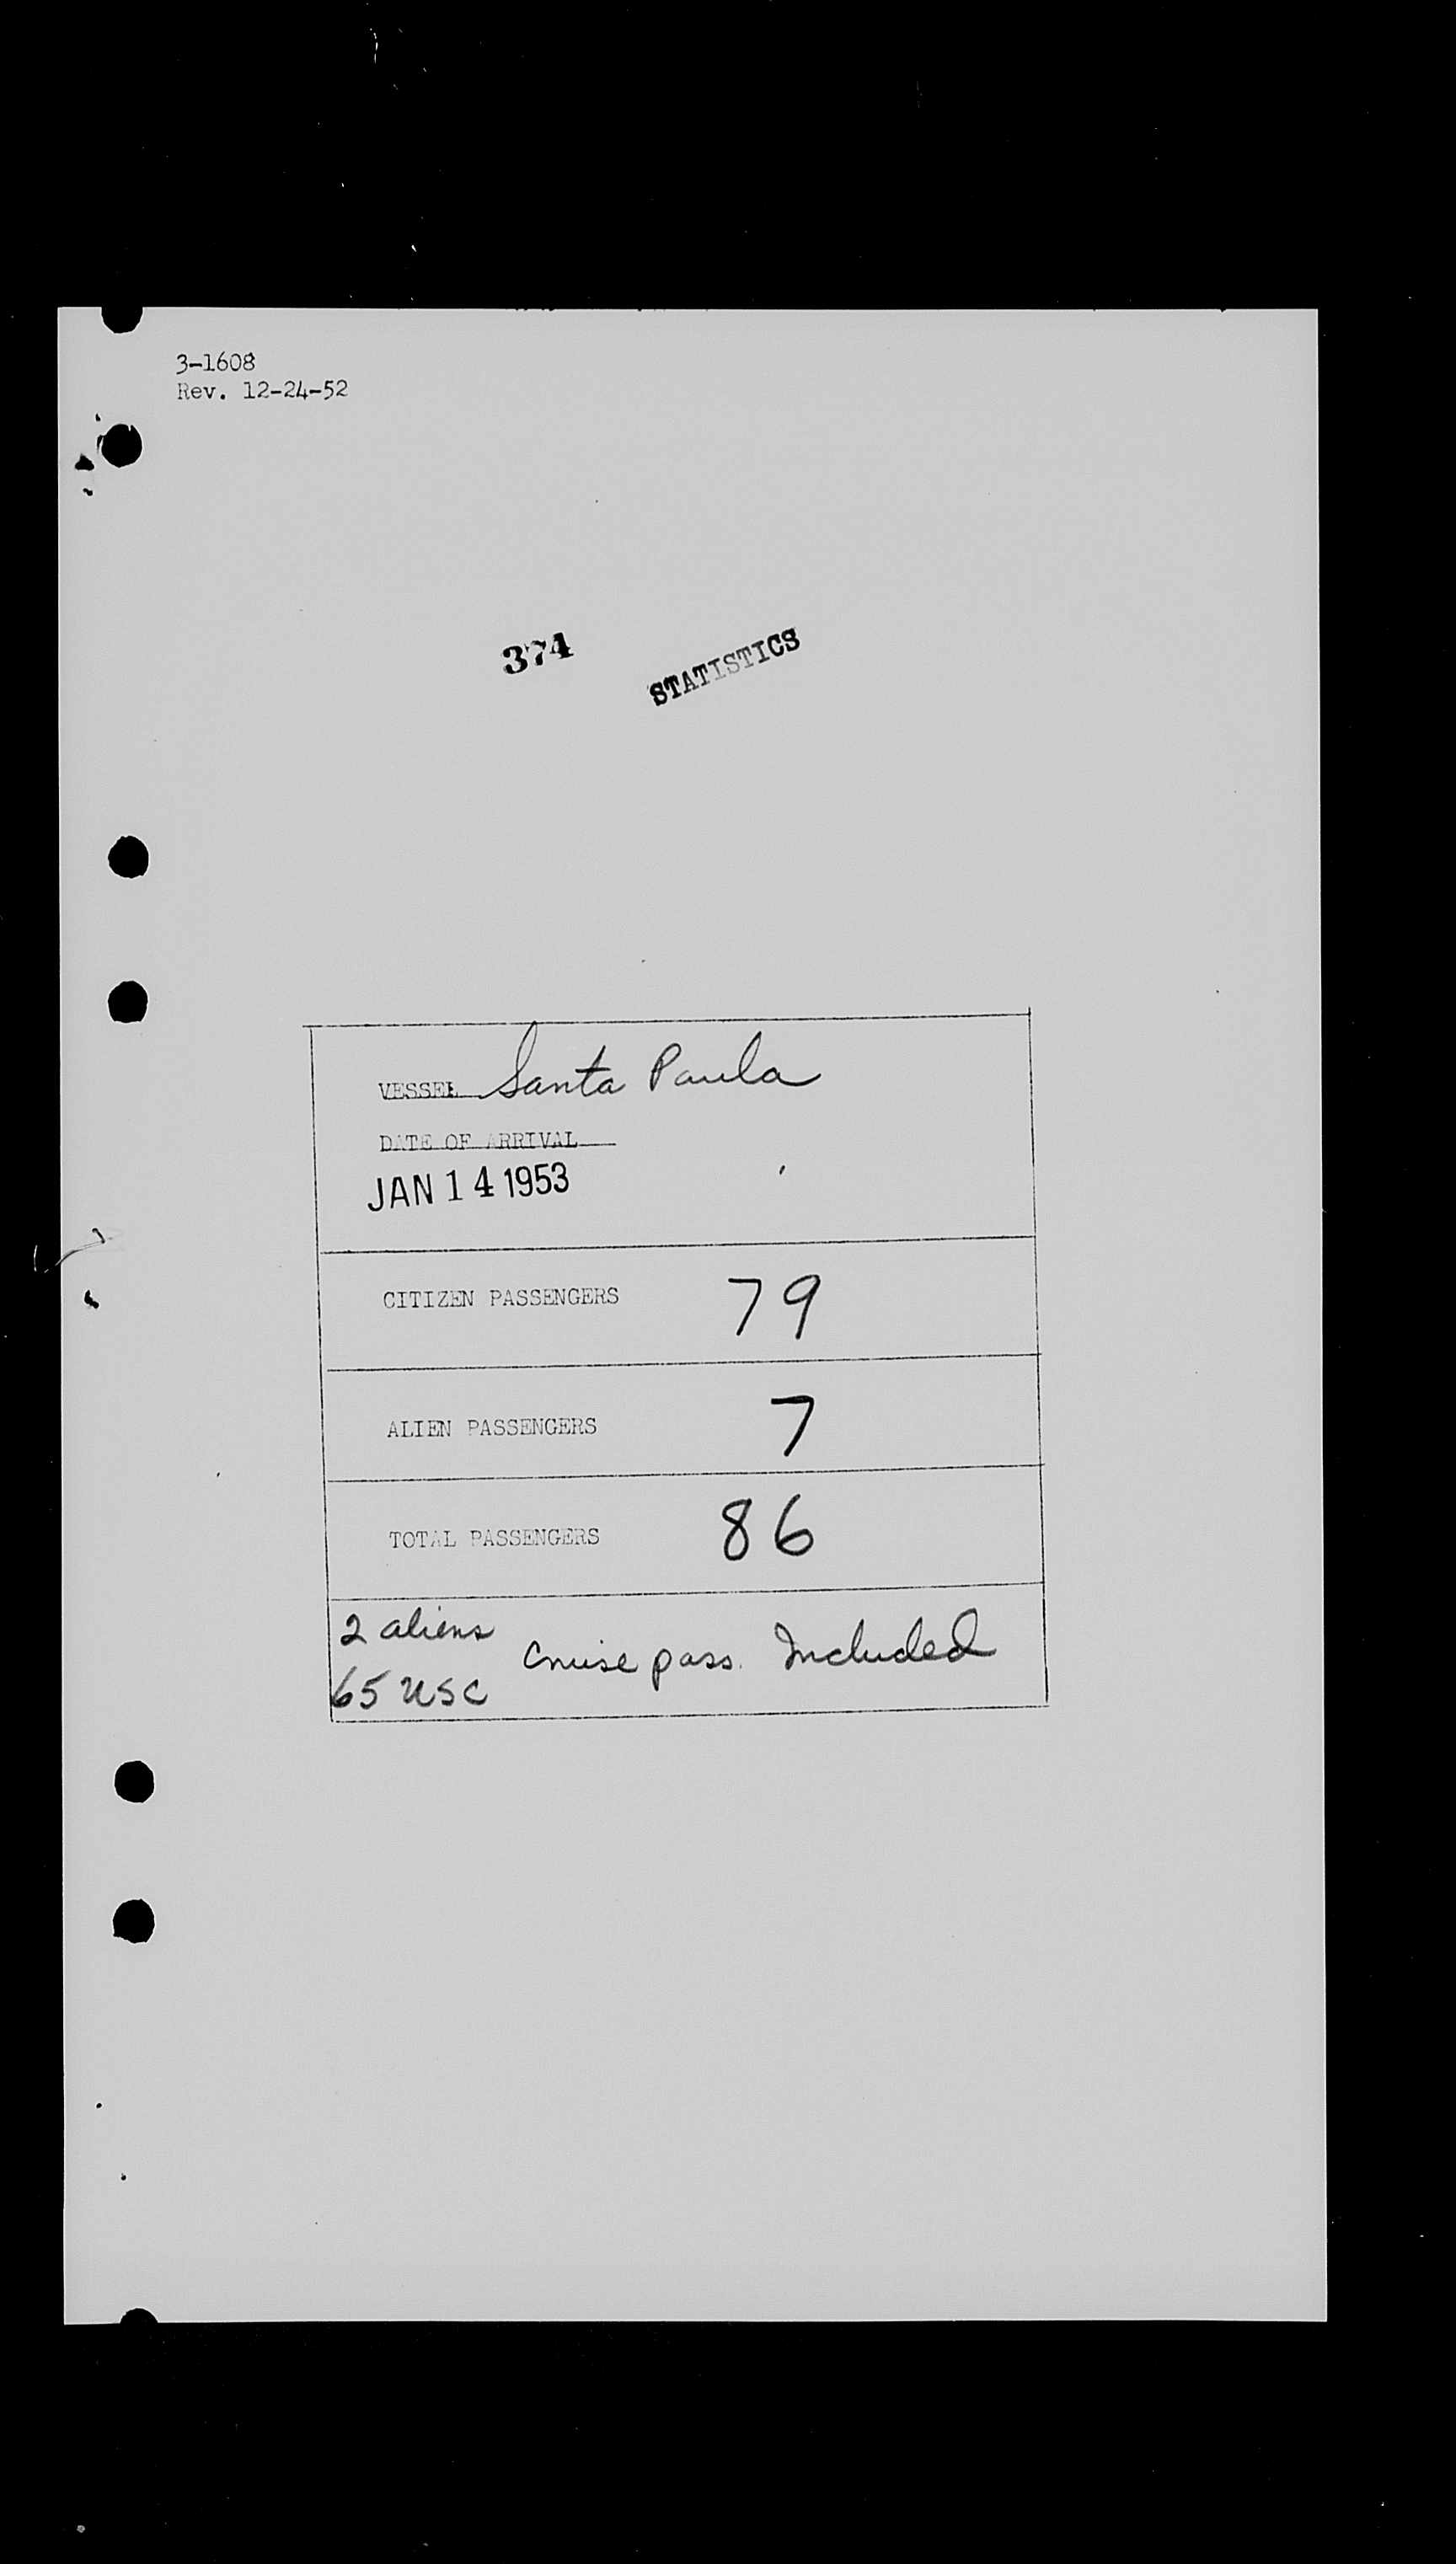 3-1608
Rev. 12-24-52
374
STATISTICS
VESSEL Santa Paula
DATE OF ARRIVAL
JAN 14 1953
CITIZEN PASSENGERS 79
ALIEN PASSENGERS 7
TOTAL PASSENGERS 86
2 aliens
65 USC
Cruise pass. Included